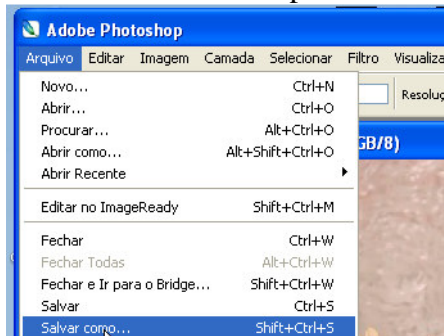 Adobe Photoshop
Arquivo Editar Imagem Camada Selecionar Filtro
Novo... Ctrl+N
Resoluç
Abrir... Ctrl+O
Procurar... Alt+Ctrl+O
GB/8)
Abrir como... Alt+Shift+Ctrl+O
Abrir Recente
Editar no ImageReady Shift+Ctrl+M
Fechar Ctrl+W
Fechar Todas Alt+Ctrl+W
Fechar e Ir para o Bridge... Shift+Ctrl+W
Salvar Ctrl+S
Salvar como... Shift+Ctrl+S